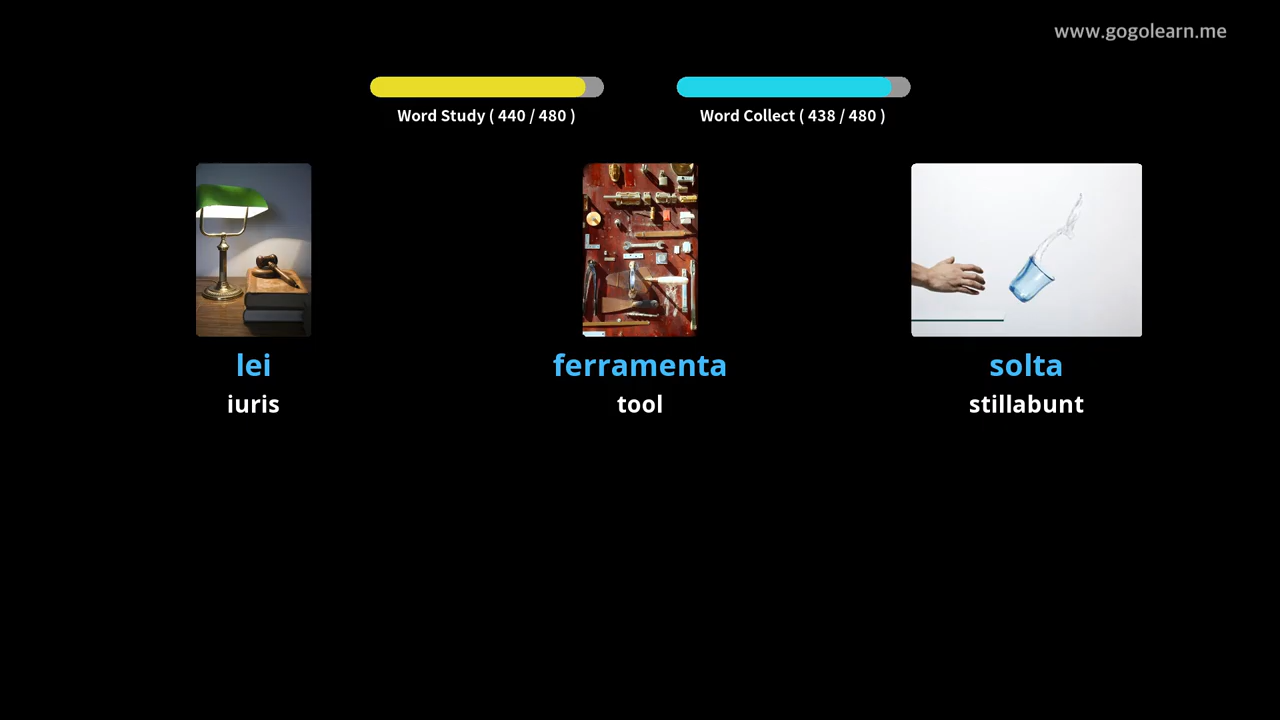 www.gogolearn.me
Word Study ( 440 / 480 )
Word Collect ( 438 / 480 )
lei
ferramenta
solta
iuris
tool
stillabunt